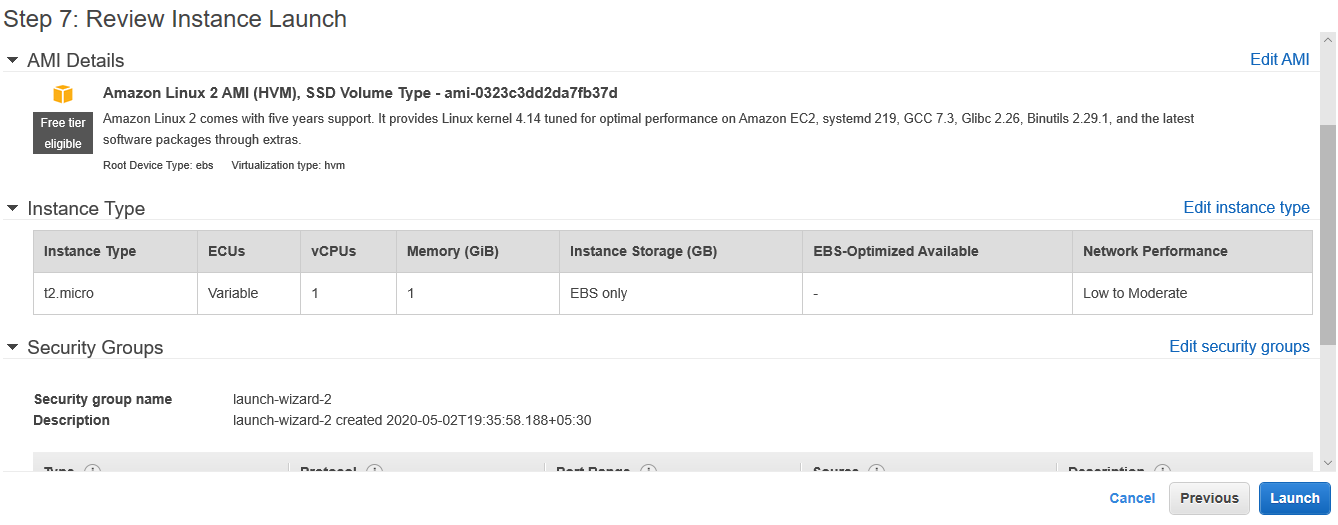 Step 7: Review Instance Launch
AMI Details
Edit AMI
Free tier eligible
Amazon Linux 2 AMI (HVM), SSD Volume Type - ami-0323c3dd2da7fb37d
Amazon Linux 2 comes with five years support. It provides Linux kernel 4.14 tuned for optimal performance on Amazon EC2, systemd 219, GCC 7.3, Glibc 2.26, Binutils 2.29.1, and the latest
software packages through extras.
Root Device Type: ebs Virtualization type: hvm
Instance Type
Edit instance type
Instance Type ECUs vCPUs Memory (GiB) Instance Storage (GB) EBS-Optimized Available Network Performance
t2.micro Variable 1 1 EBS only - Low to Moderate
Security Groups
Edit security groups
Security group name launch-wizard-2
Description launch-wizard-2 created 2020-05-02T19:35:58.188+05:30
Type Protocol Port Range Source Description
Cancel Previous Launch